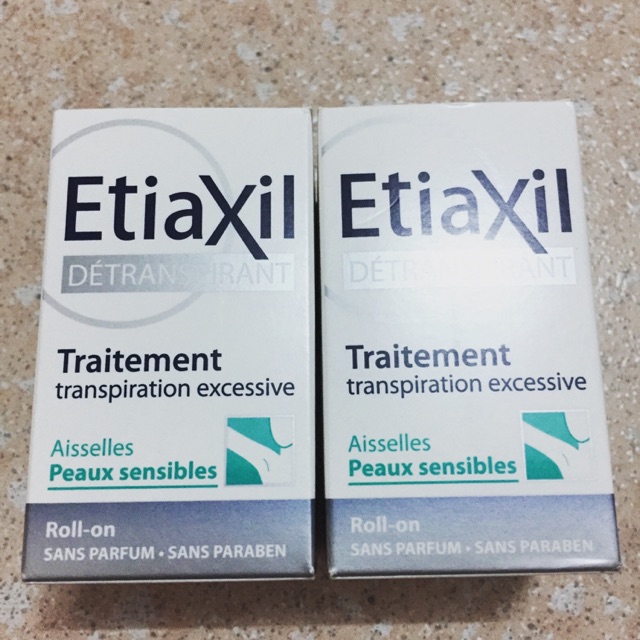 EtiaXil
DÉTRANSPIRANT
Traitement
transpiration excessive
Aisselles
Peaux sensibles
Roll-on
SANS PARFUM • SANS PARABEN
EtiaXil
DÉTRANSPIRANT
Traitement
transpiration excessive
Aisselles
Peaux sensibles
Roll-on
SANS PARFUM • SANS PARABEN